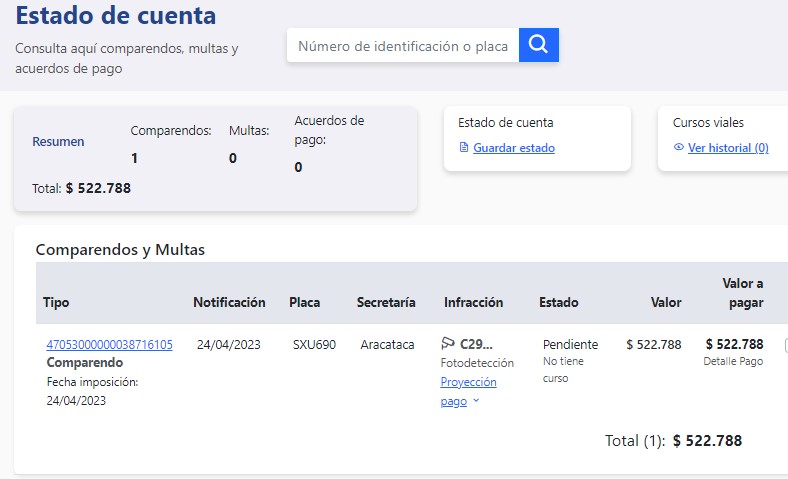 Estado de cuenta
Consulta aquí comparendos, multas y
acuerdos de pago
Número de identificación o placa
Resumen
Comparendos:
1
Multas:
0
Acuerdos de
pago:
0
Total: $ 522.788
Estado de cuenta
Guardar estado
Cursos viales
Ver historial (0)
Comparendos y Multas
Tipo Notificación Placa Secretaría Infracción Estado Valor Valor a
pagar
47053000000038716105 24/04/2023 SXU690 Aracataca C29... Pendiente $ 522.788 $ 522.788
Comparendo Fotodetección No tiene Detalle Pago
Fecha imposición: Proyección curso
24/04/2023 pago
Total (1): $ 522.788